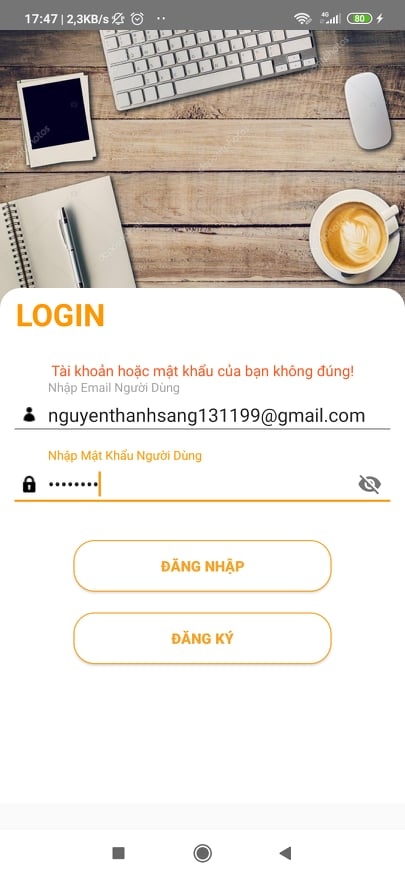 17:47 | 2,3KB/s
4G
80
LOGIN
Tài khoản hoặc mật khẩu của bạn không đúng!
Nhập Email Người Dùng
nguyenthanhsang131199@gmail.com
Nhập Mật Khẩu Người Dùng
••••••••
ĐĂNG NHẬP
ĐĂNG KÝ